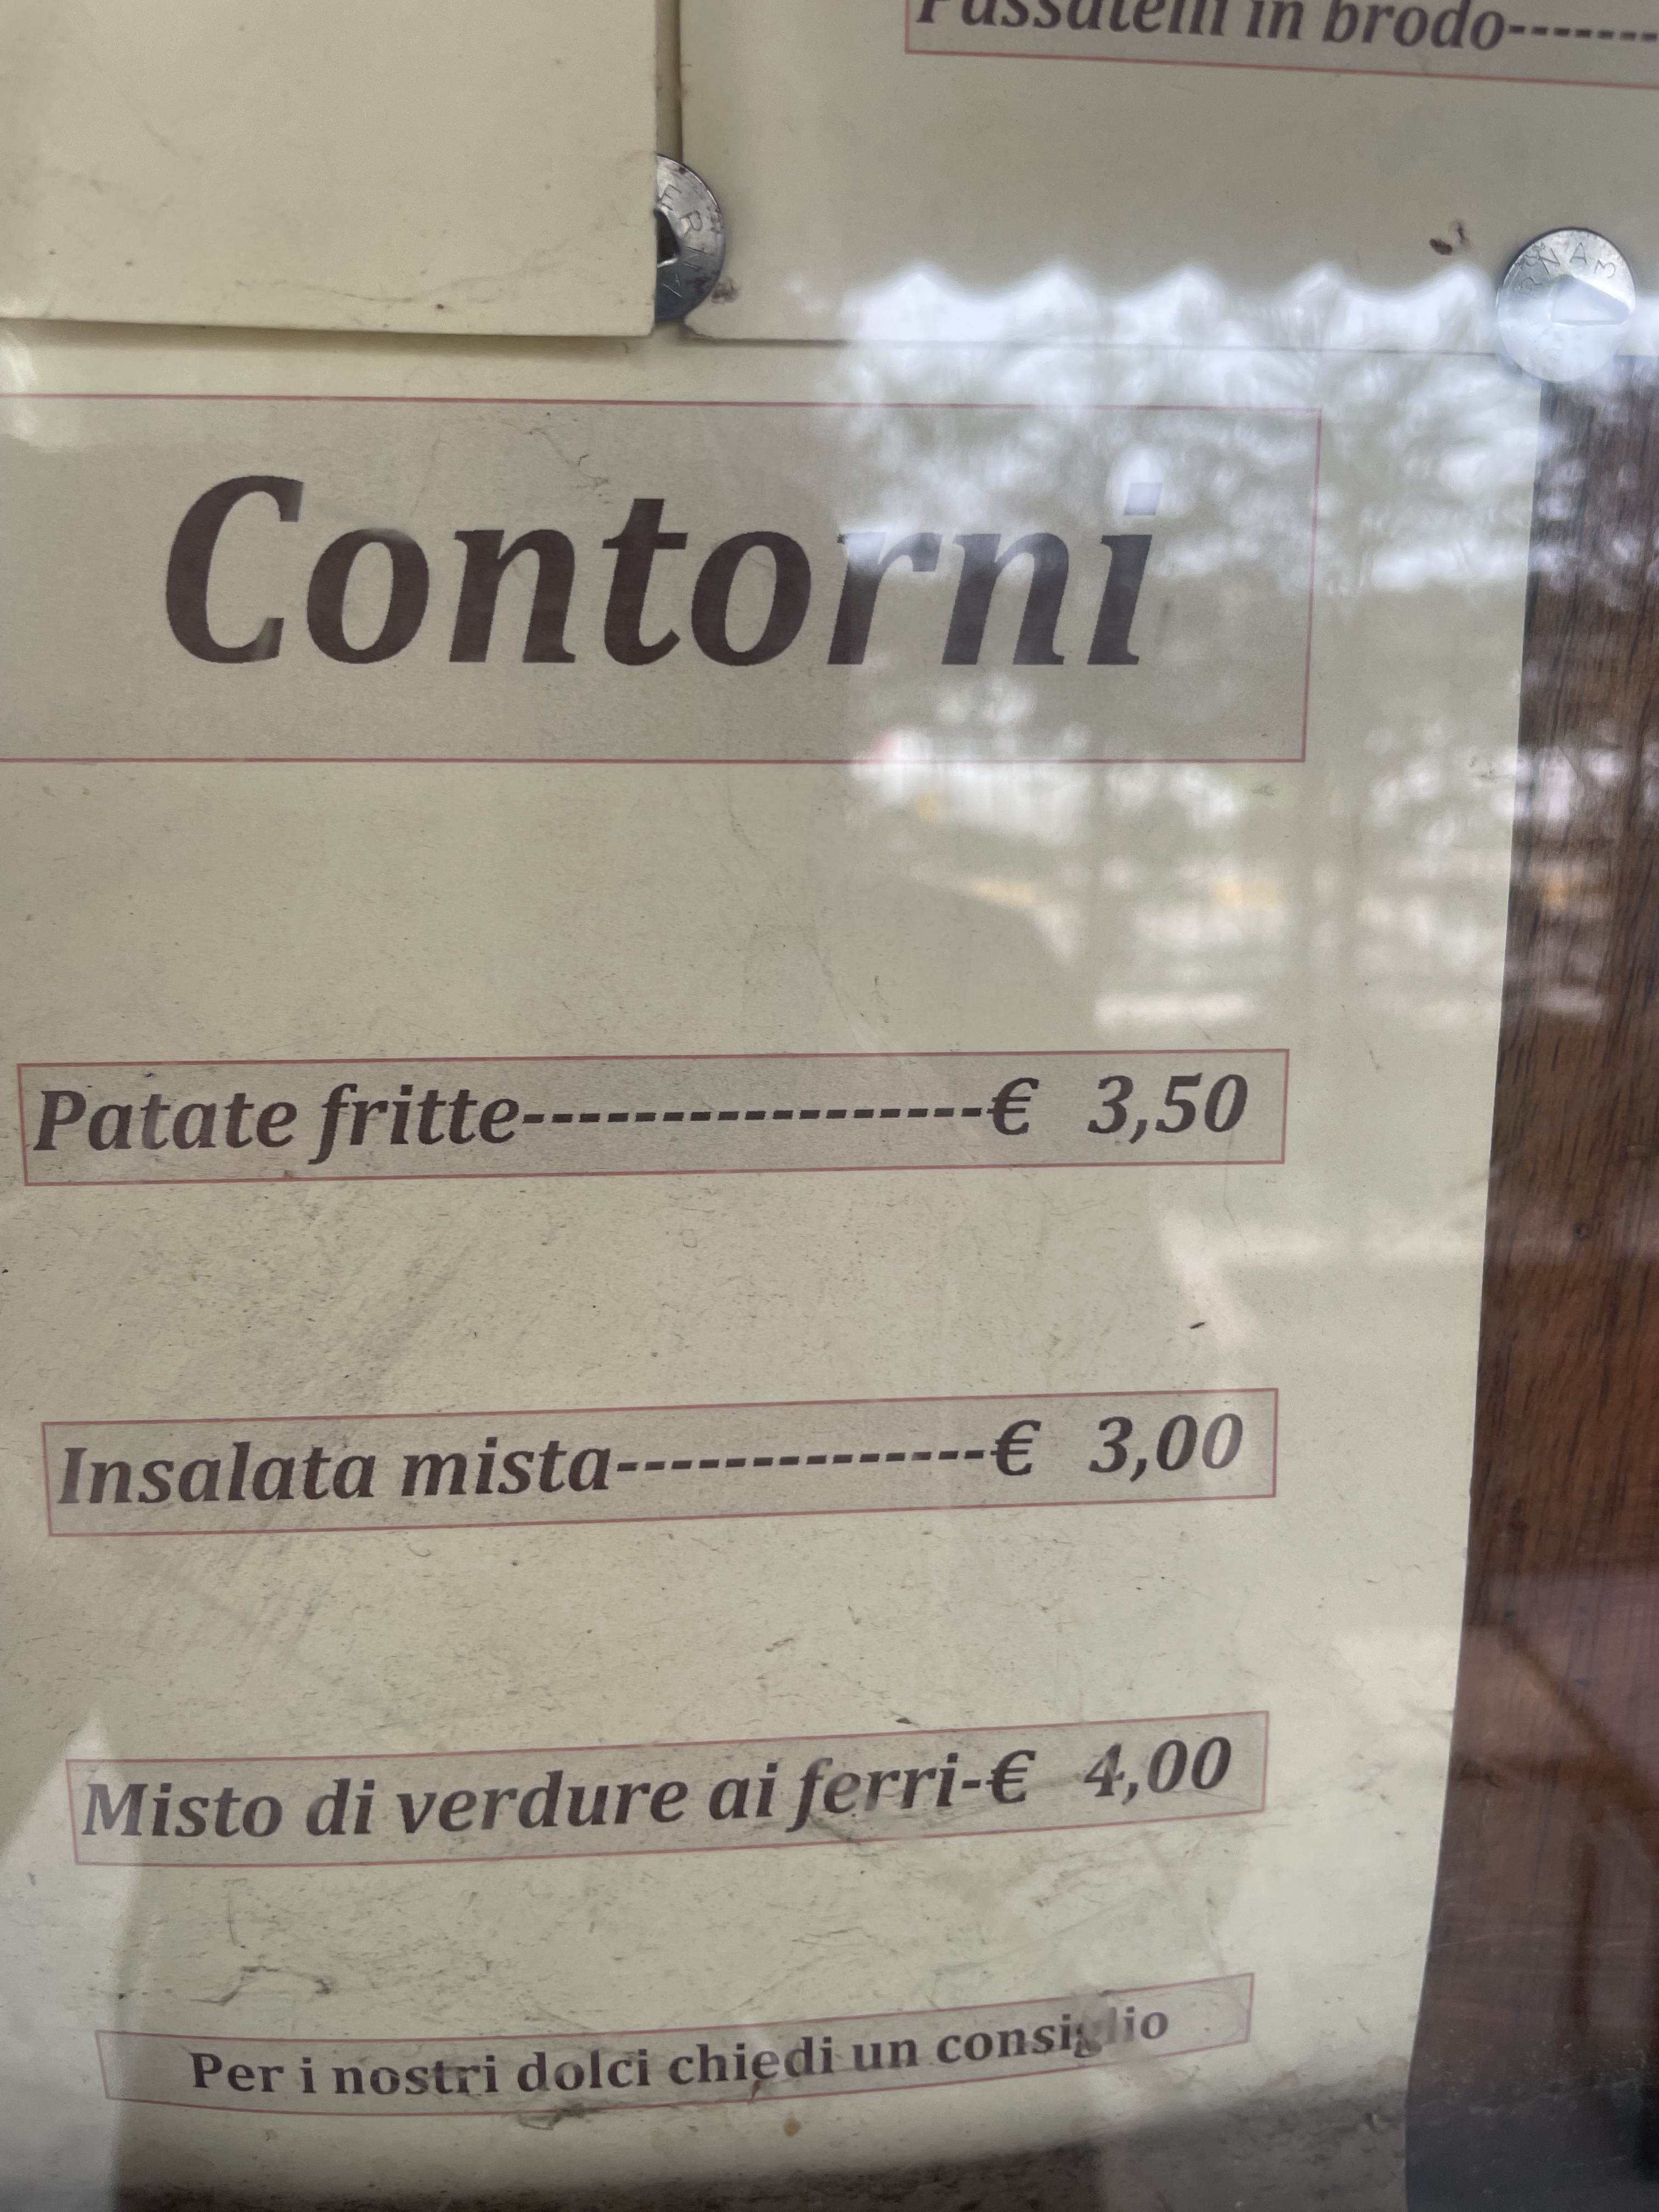 Passatelli in brodo-------
Contorni
Patate fritte-----------------€ 3,50
Insalata mista--------------€ 3,00
Misto di verdure ai ferri-€ 4,00
Per i nostri dolci chiedi un consiglio